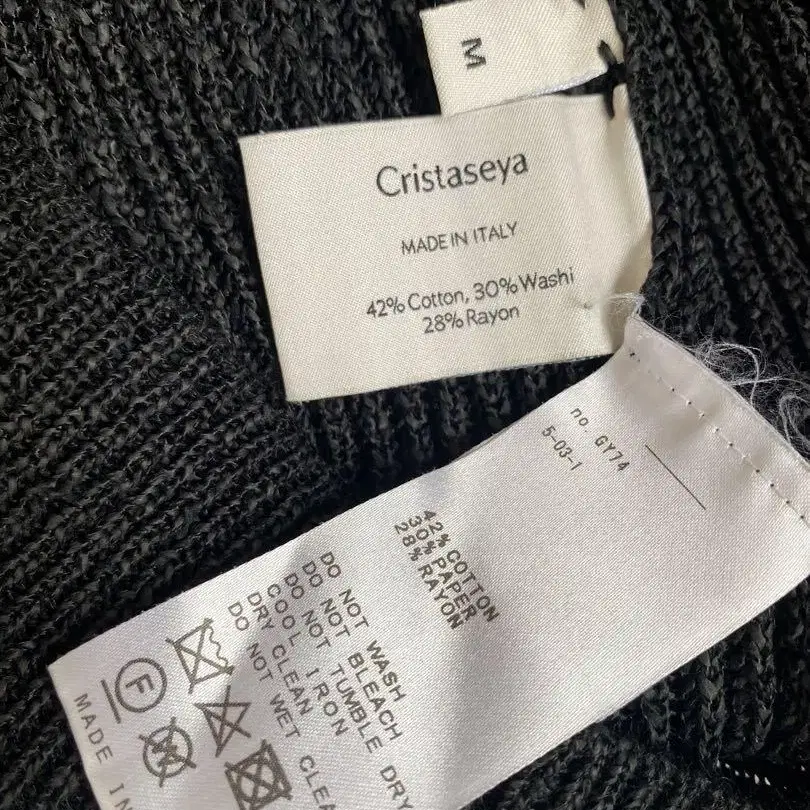 M
Cristaseya
MADE IN ITALY
42% Cotton, 30% Washi
28% Rayon
no. GY74
5-03-1
42% COTTON
30% PAPER
28% RAYON
DO NOT WASH
DO NOT BLEACH
DO NOT TUMBLE DRY
COOL IRON
DRY CLEAN
DO NOT WET CLEA
F
MADE IN